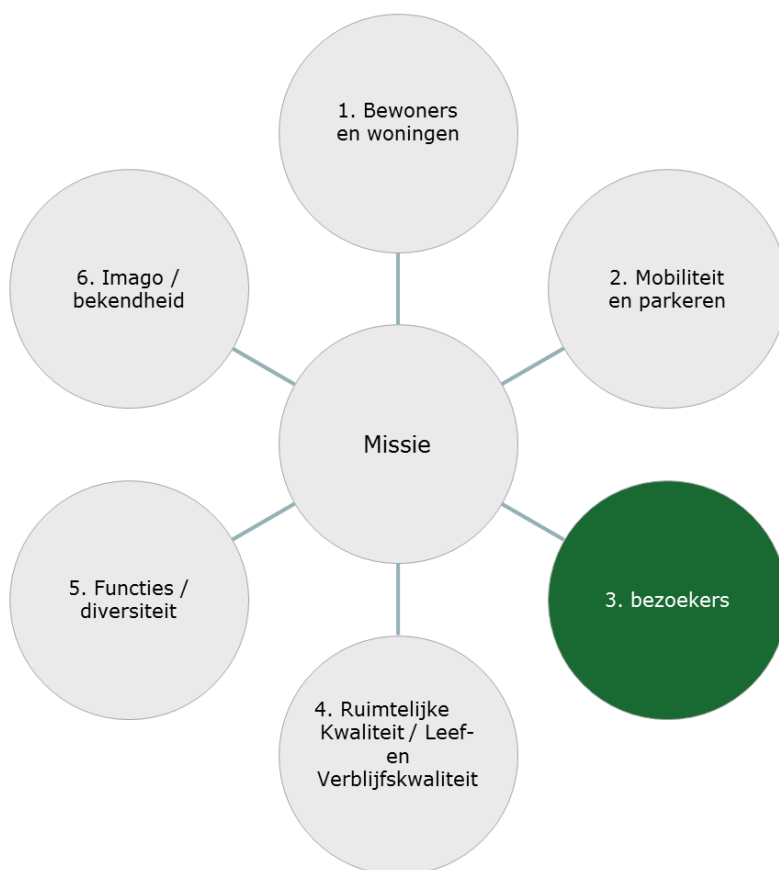 1. Bewoners
en woningen
6. Imago /
bekendheid
2. Mobiliteit
en parkeren
Missie
5. Functies /
diversiteit
3. bezoekers
4. Ruimtelijke
Kwaliteit / Leef-
en
Verblijfskwaliteit